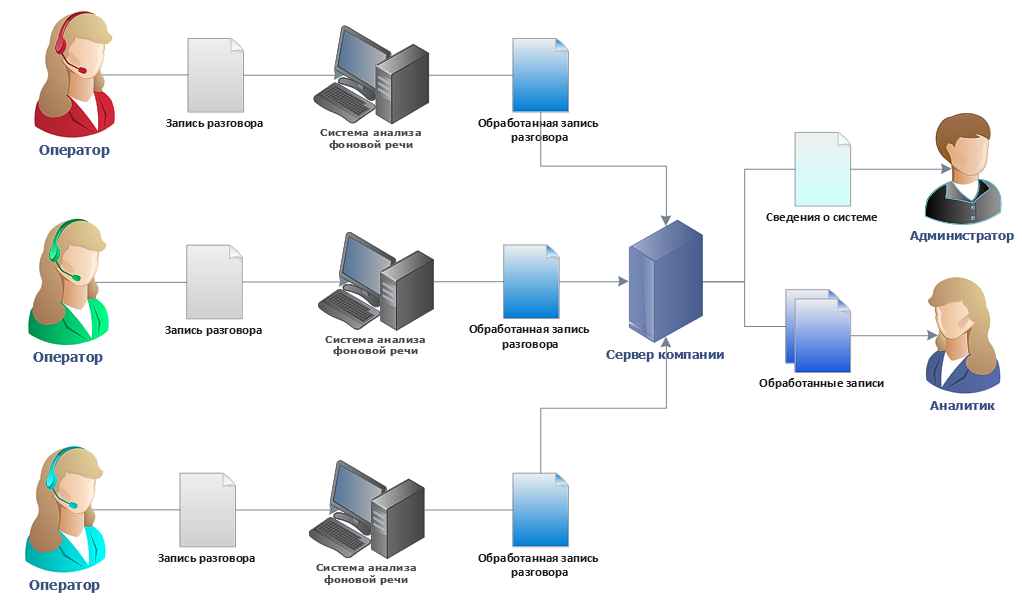 Оператор
Запись разговора
Система анализа
фоновой речи
Обработанная запись
разговора
Сведения о системе
Администратор
Оператор
Запись разговора
Система анализа
фоновой речи
Обработанная запись
разговора
Сервер компании
Обработанные записи
Аналитик
Оператор
Запись разговора
Система анализа
фоновой речи
Обработанная запись
разговора